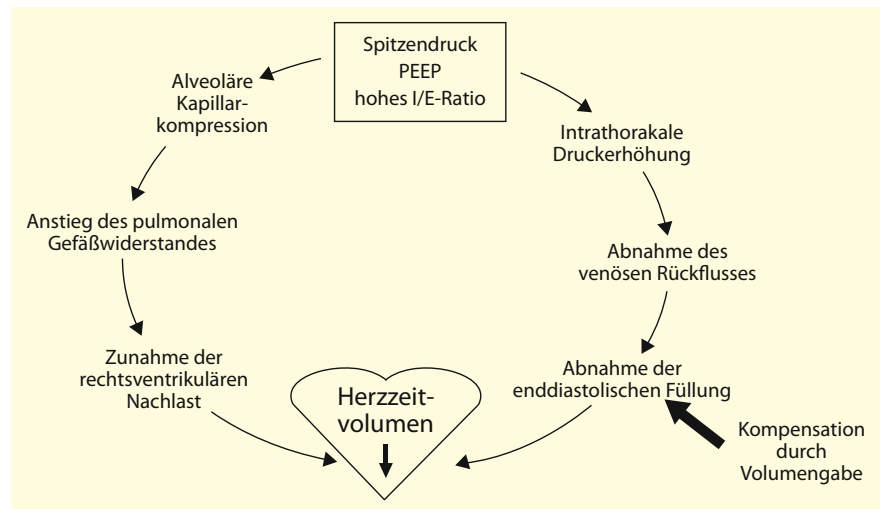 Spitzendruck
PEEP
hohes I/E-Ratio
Alveoläre
Kapillar-
kompression
Anstieg des pulmonalen
Gefäßwiderstandes
Zunahme der
rechtsventrikulären
Nachlast
Intrathorakale
Druckerhöhung
Abnahme des
venösen Rückflusses
Abnahme der
enddiastolischen Füllung
Kompensation
durch
Volumengabe
Herzzeit-
volumen